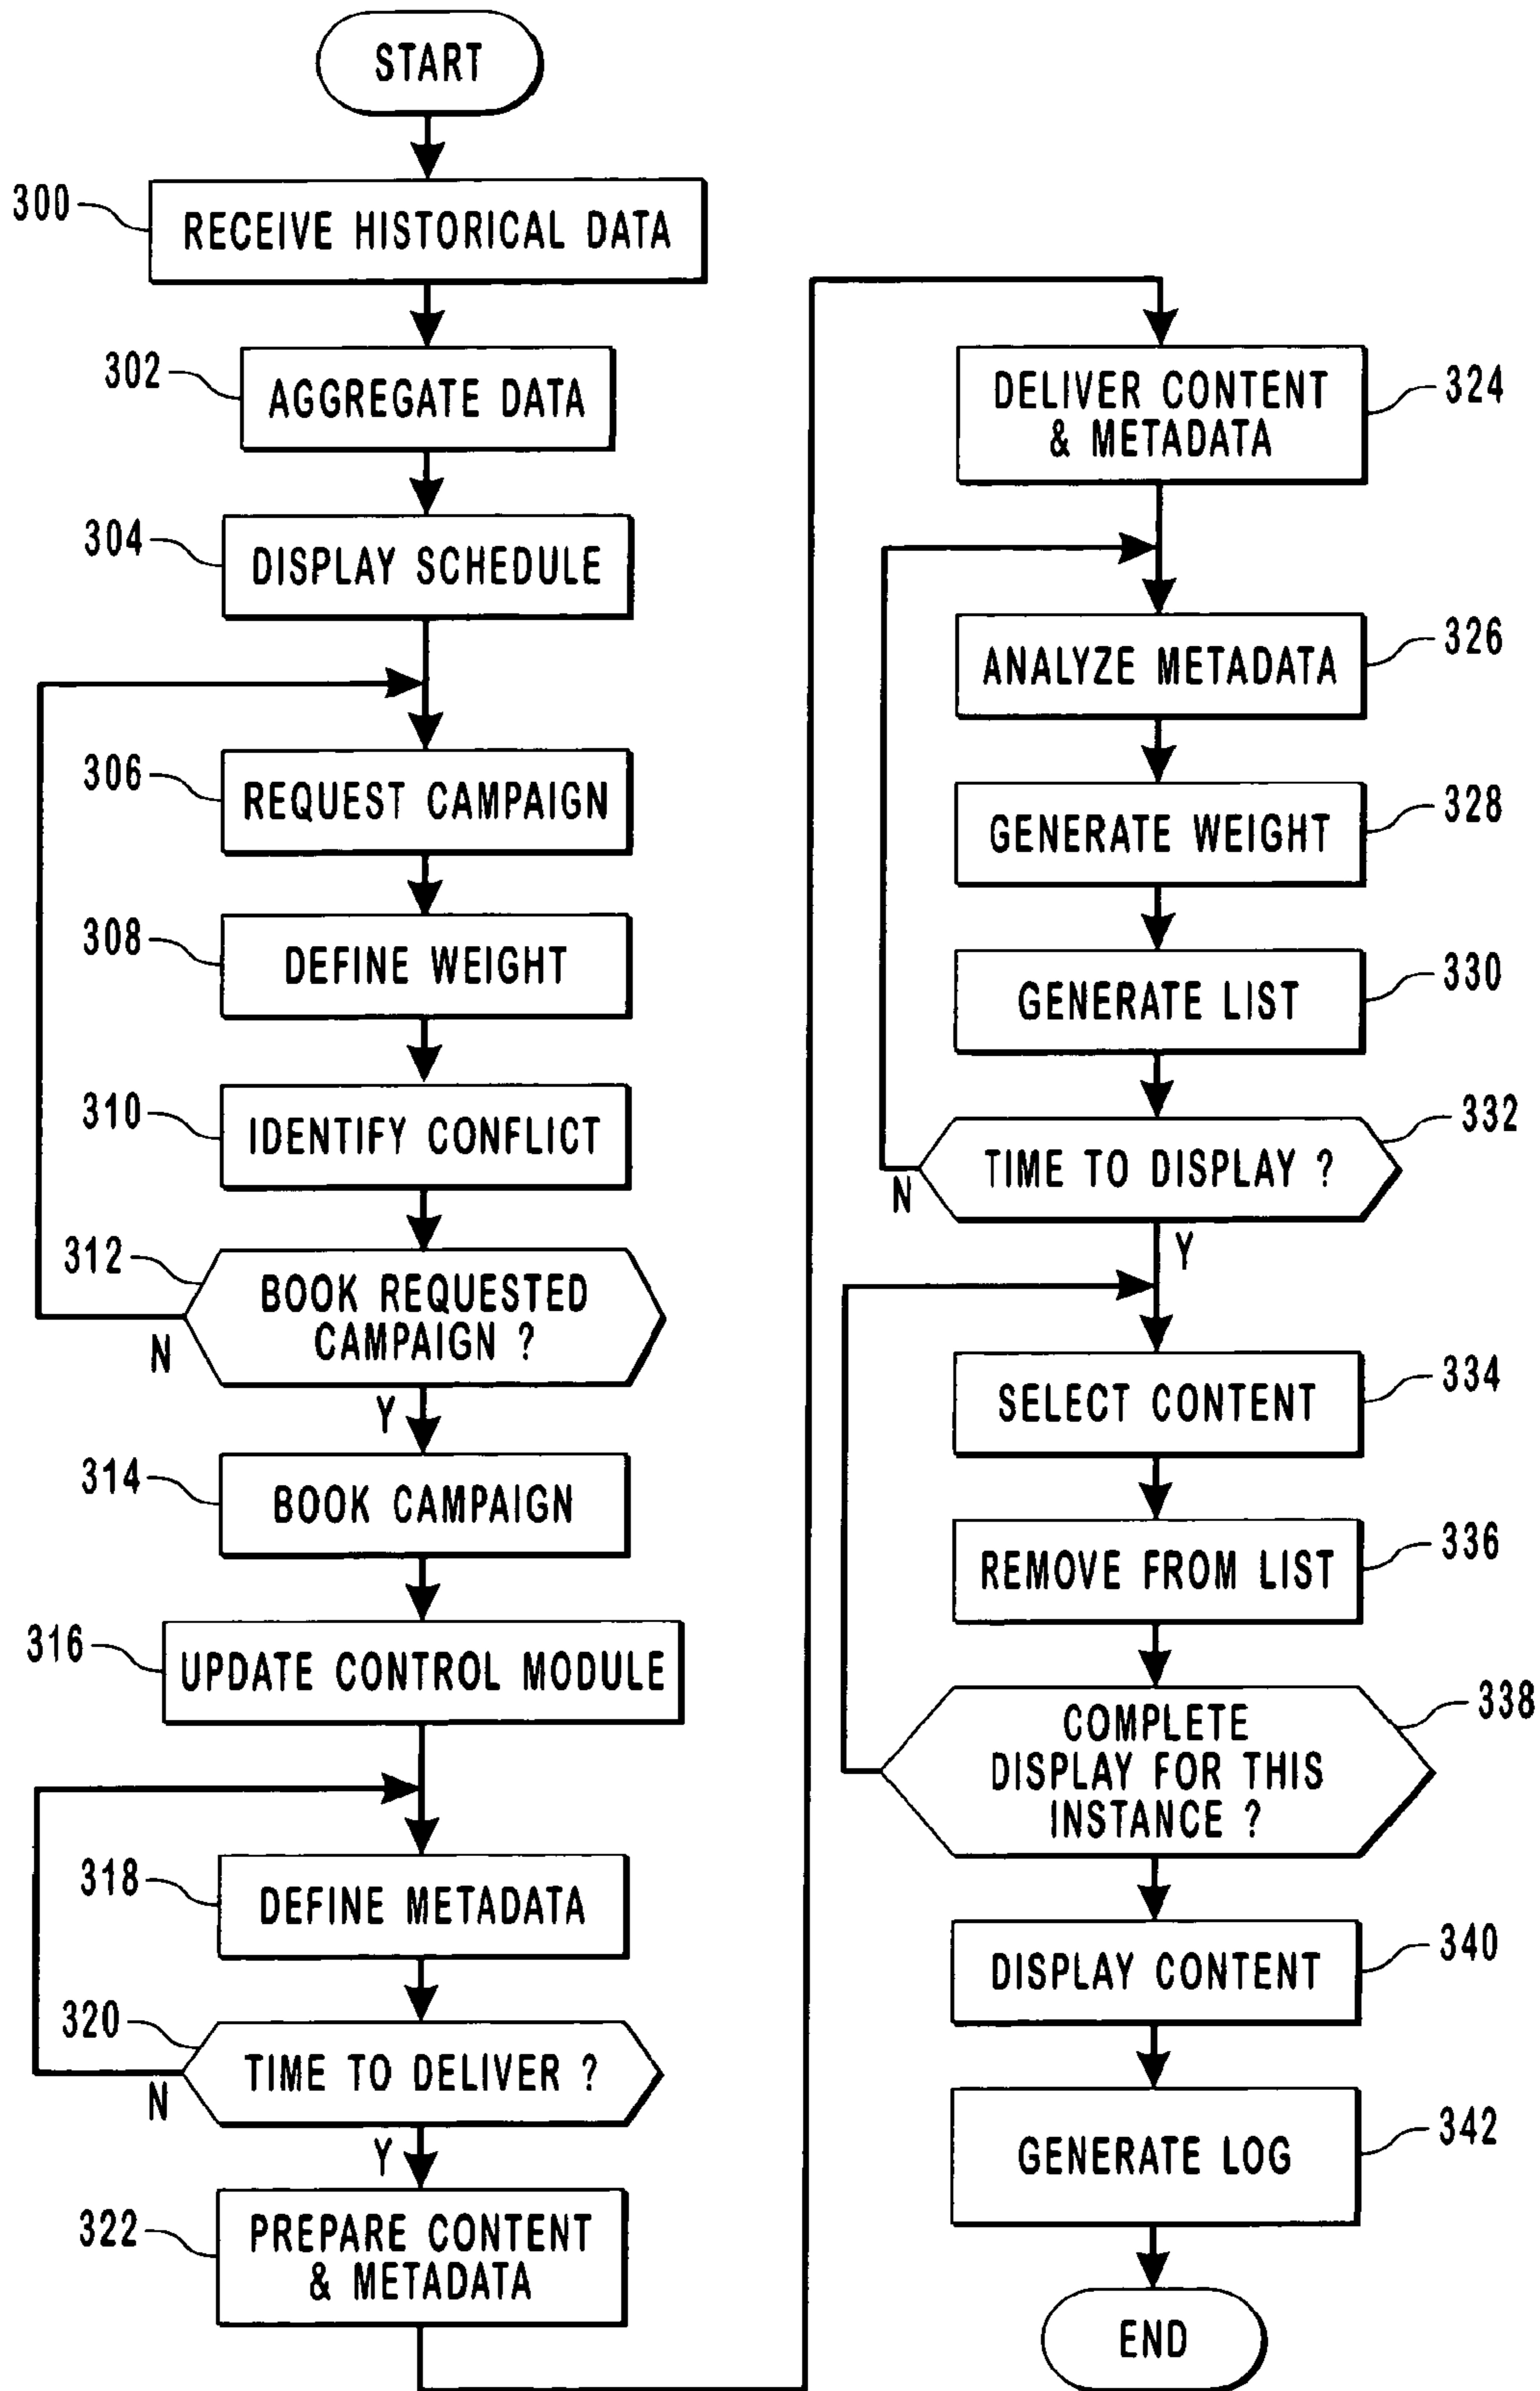 START
300
RECEIVE HISTORICAL DATA
302
AGGREGATE DATA
304
DISPLAY SCHEDULE
306
REQUEST CAMPAIGN
308
DEFINE WEIGHT
310
IDENTIFY CONFLICT
312
BOOK REQUESTED
CAMPAIGN ?
N
Y
314
BOOK CAMPAIGN
316
UPDATE CONTROL MODULE
318
DEFINE METADATA
320
TIME TO DELIVER ?
N
Y
322
PREPARE CONTENT
& METADATA
DELIVER CONTENT
& METADATA
324
ANALYZE METADATA
326
GENERATE WEIGHT
328
GENERATE LIST
330
TIME TO DISPLAY ?
332
N
Y
SELECT CONTENT
334
REMOVE FROM LIST
336
COMPLETE
DISPLAY FOR THIS
INSTANCE ?
338
DISPLAY CONTENT
340
GENERATE LOG
342
END